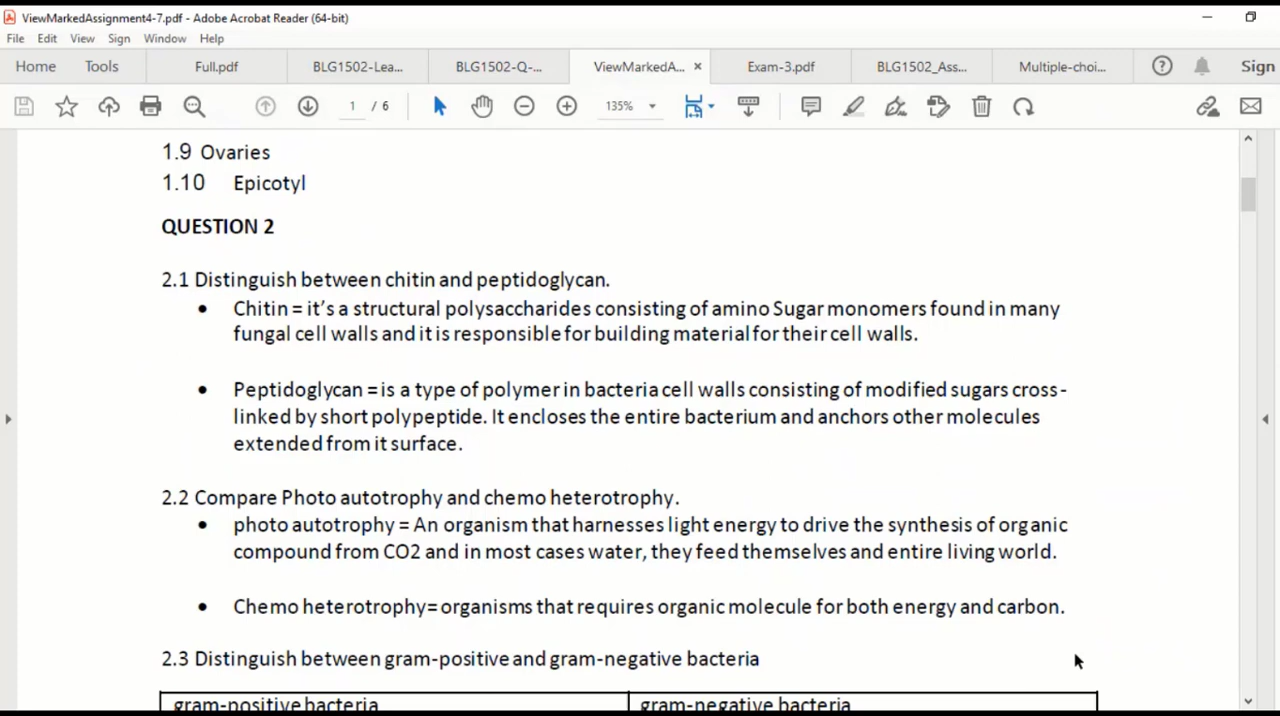 ViewMarkedAssignment4-7.pdf - Adobe Acrobat Reader (64-bit)
File Edit View Sign Window Help
Home Tools Full.pdf BLG1502-Lea... BLG1502-Q-... ViewMarkedA... × Exam-3.pdf BLG1502_Ass... Multiple-choi... Sign
1 / 6 135%
1.9 Ovaries
1.10 Epicotyl
QUESTION 2
2.1 Distinguish between chitin and peptidoglycan.
• Chitin = it’s a structural polysaccharides consisting of amino Sugar monomers found in many
fungal cell walls and it is responsible for building material for their cell walls.
• Peptidoglycan = is a type of polymer in bacteria cell walls consisting of modified sugars cross-
linked by short polypeptide. It encloses the entire bacterium and anchors other molecules
extended from it surface.
2.2 Compare Photo autotrophy and chemo heterotrophy.
• photo autotrophy = An organism that harnesses light energy to drive the synthesis of organic
compound from CO2 and in most cases water, they feed themselves and entire living world.
• Chemo heterotrophy= organisms that requires organic molecule for both energy and carbon.
2.3 Distinguish between gram-positive and gram-negative bacteria
gram-positive bacteria gram-negative bacteria